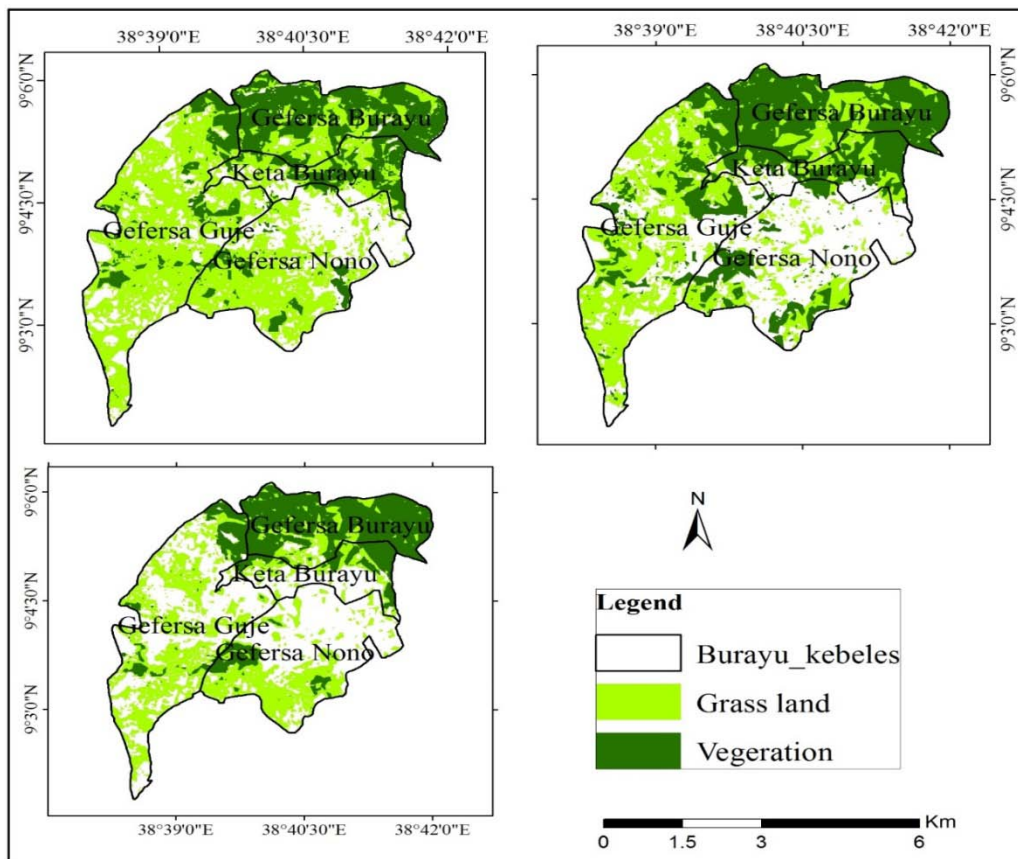 38°39'0"E 38°40'30"E 38°42'0"E
38°39'0"E 38°40'30"E 38°42'0"E
9°6'0"N
9°4'30"N
9°3'0"N
Gefersa Burayu
Keta Burayu
Gefersa Guje
Gefersa Nono
Gefersa Burayu
Keta Burayu
Gefersa Guje
Gefersa Nono
9°6'0"N
9°4'30"N
9°3'0"N
9°6'0"N
9°4'30"N
9°3'0"N
Gefersa Burayu
Keta Burayu
Gefersa Guje
Gefersa Nono
38°39'0"E 38°40'30"E 38°42'0"E
N
Legend
Burayu_kebeles
Grass land
Vegeration
Km
0 1.5 3 6